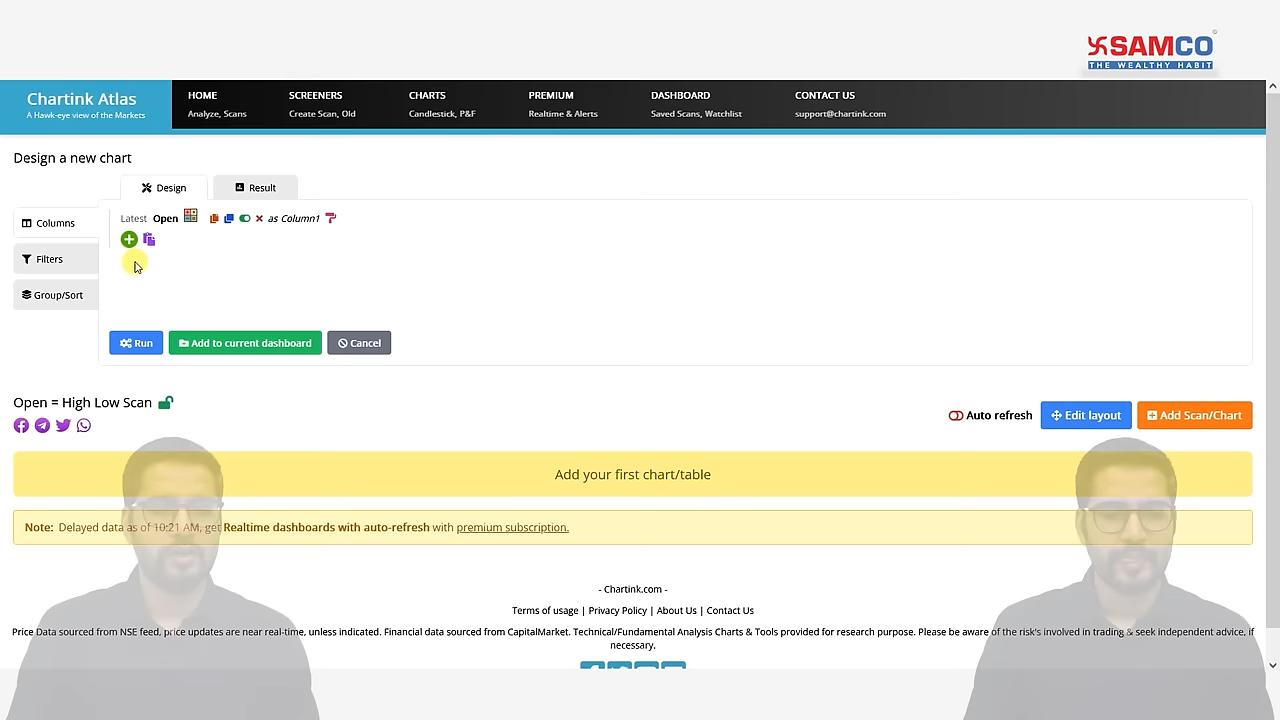 SAMCO
THE WEALTHY HABIT
Chartink Atlas
A Hawk-eye view of the Markets
HOME
Analyze, Scans
SCREENERS
Create Scan, Old
CHARTS
Candlestick, P&F
PREMIUM
Realtime & Alerts
DASHBOARD
Saved Scans, Watchlist
CONTACT US
support@chartink.com
Design a new chart
Design
Result
Columns
Filters
Group/Sort
Latest Open as Column1
Run
Add to current dashboard
Cancel
Open = High Low Scan
Auto refresh
Edit layout
Add Scan/Chart
Add your first chart/table
Note: Delayed data as of 10:21 AM, get Realtime dashboards with auto-refresh with premium subscription.
- Chartink.com -
Terms of usage | Privacy Policy | About Us | Contact Us
Price Data sourced from NSE feed, price updates are near real-time, unless indicated. Financial data sourced from CapitalMarket. Technical/Fundamental Analysis Charts & Tools provided for research purpose. Please be aware of the risk's involved in trading & seek independent advice, if
necessary.